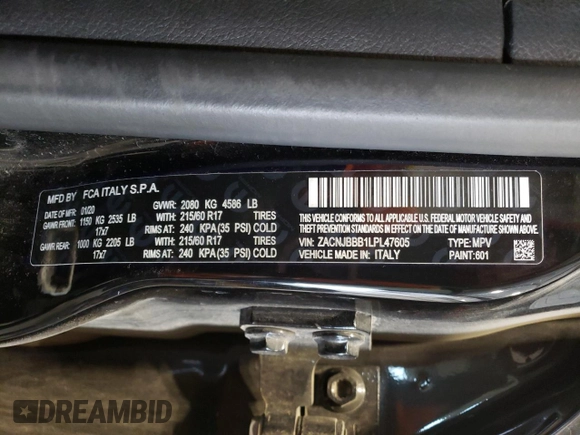 MFD BY FCA ITALY S.P.A.
DATE OF MFR: 01/20 GVWR: 2080 KG 4586 LB
GAWR FRONT: 1150 KG 2535 LB WITH: 215/60 R17 TIRES
17x7 RIMS AT: 240 KPA (35 PSI) COLD
GAWR REAR: 1000 KG 2205 LB WITH: 215/60 R17 TIRES
17x7 RIMS AT: 240 KPA (35 PSI) COLD
THIS VEHICLE CONFORMS TO ALL APPLICABLE U.S.A. FEDERAL MOTOR VEHICLE
SAFETY, BUMPER, AND THEFT PREVENTION STANDARDS IN EFFECT
ON THE DATE OF MANUFACTURE SHOWN ABOVE.
VIN: ZACNJBBB1LPL47605 TYPE: MPV
VEHICLE MADE IN: ITALY PAINT: 601
DREAMBID